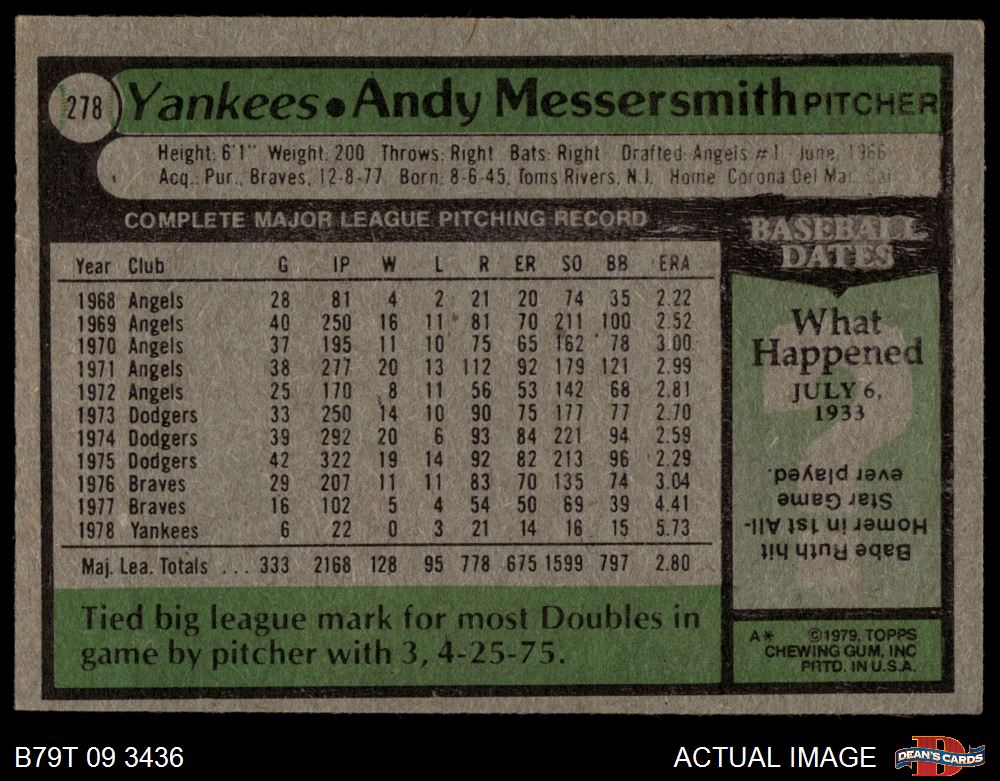 278 Yankees • Andy Messersmith PITCHER
Height: 6'1" Weight: 200 Throws: Right Bats: Right Drafted: Angels #1 - June, 1966
Acq.: Pur., Braves, 12-8-77 Born: 8-6-45, Toms Rivers, N.J. Home Corona Del Mar, Cal
COMPLETE MAJOR LEAGUE PITCHING RECORD
Year Club G IP W L R ER SO BB ERA
1968 Angels 28 81 4 2 21 20 74 35 2.22
1969 Angels 40 250 16 11 81 70 211 100 2.52
1970 Angels 37 195 11 10 75 65 162 78 3.00
1971 Angels 38 277 20 13 112 92 179 121 2.99
1972 Angels 25 170 8 11 56 53 142 68 2.81
1973 Dodgers 33 250 14 10 90 75 177 77 2.70
1974 Dodgers 39 292 20 6 93 84 221 94 2.59
1975 Dodgers 42 322 19 14 92 82 213 96 2.29
1976 Braves 29 207 11 11 83 70 135 74 3.04
1977 Braves 16 102 5 4 54 50 69 39 4.41
1978 Yankees 6 22 0 3 21 14 16 15 5.73
Maj. Lea. Totals ... 333 2168 128 95 778 675 1599 797 2.80
Tied big league mark for most Doubles in
game by pitcher with 3, 4-25-75.
BASEBALL
DATES
What
Happened
JULY 6,
1933
Babe Ruth hit
Homer in 1st All-
Star Game
ever played.
A* ©1979, TOPPS
CHEWING GUM, INC
PRTD. IN U.S.A.
B79T 09 3436
ACTUAL IMAGE
DEAN'S CARDS